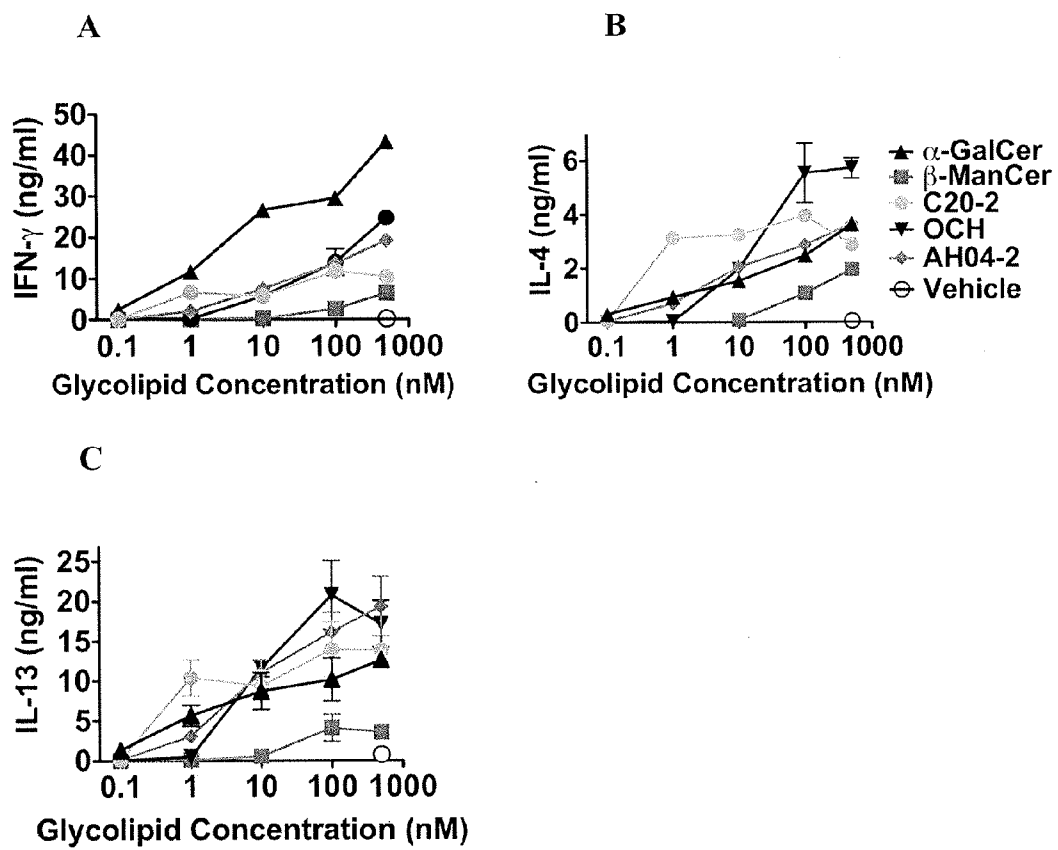 A
IFN-γ (ng/ml)
50
40
30
20
10
0
0.1 1 10 100 1000
Glycolipid Concentration (nM)
B
IL-4 (ng/ml)
6
4
2
0
0.1 1 10 100 1000
Glycolipid Concentration (nM)
α-GalCer
β-ManCer
C20-2
OCH
AH04-2
Vehicle
C
IL-13 (ng/ml)
25
20
15
10
5
0
0.1 1 10 100 1000
Glycolipid Concentration (nM)